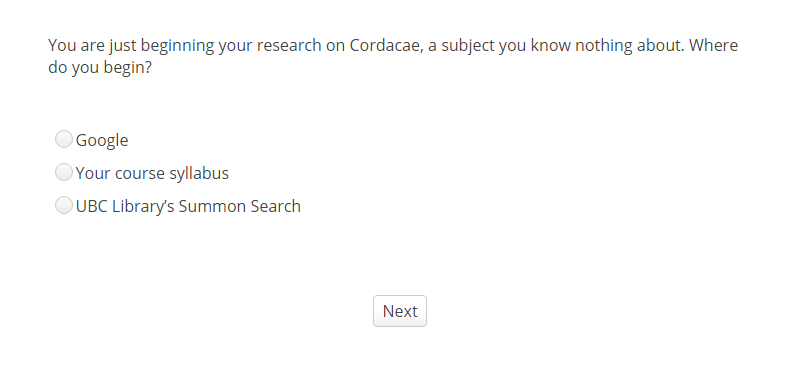 You are just beginning your research on Cordacae, a subject you know nothing about. Where
do you begin?
Google
Your course syllabus
UBC Library’s Summon Search
Next